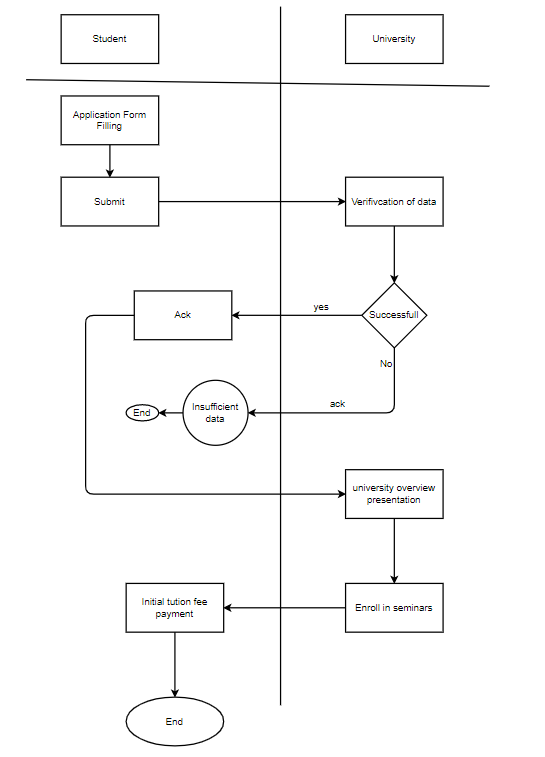 Student
University
Application Form
Filling
Submit
Verifivcation of data
Ack
yes
Successfull
No
End
Insufficient
data
ack
university overview
presentation
Initial tution fee
payment
Enroll in seminars
End